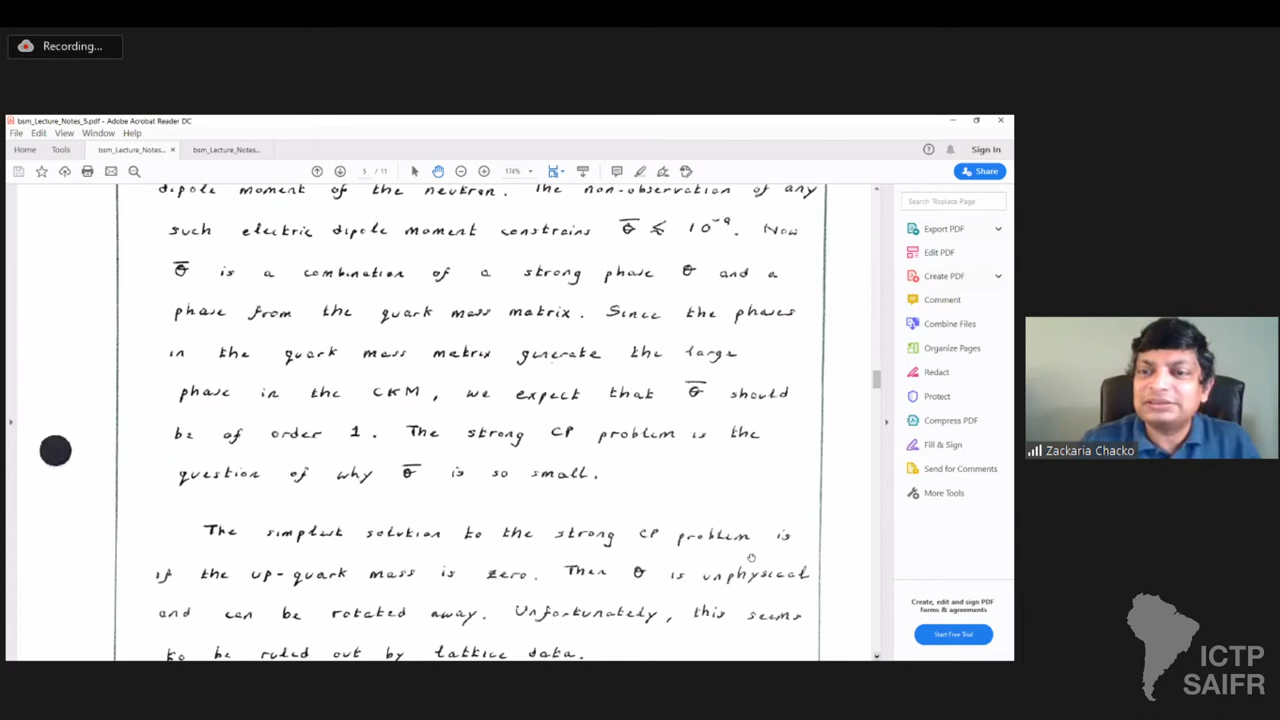 Recording...
bsm_Lecture_Notes_5.pdf - Adobe Acrobat Reader DC
File Edit View Window Help
Home Tools bsm_Lecture_Notes... × bsm_Lecture_Notes... Sign In
5 / 11 174% Share
dipole moment of the neutron. The non-observation of any
such electric dipole moment constrains θ̅ ≲ 10⁻⁹. Now
θ̅ is a combination of a strong phase θ and a
phase from the quark mass matrix. Since the phases
in the quark mass matrix generate the large
phase in the CKM, we expect that θ̅ should
be of order 1. The strong CP problem is the
question of why θ̅ is so small.
The simplest solution to the strong CP problem is
if the up-quark mass is zero. Then θ is unphysical
and can be rotated away. Unfortunately, this seems
to be ruled out by lattice data.
Search 'Replace Page'
Export PDF
Edit PDF
Create PDF
Comment
Combine Files
Organize Pages
Redact
Protect
Compress PDF
Fill & Sign
Send for Comments
More Tools
Create, edit and sign PDF
forms & agreements
Start Free Trial
Zackaria Chacko
ICTP
SAIFR